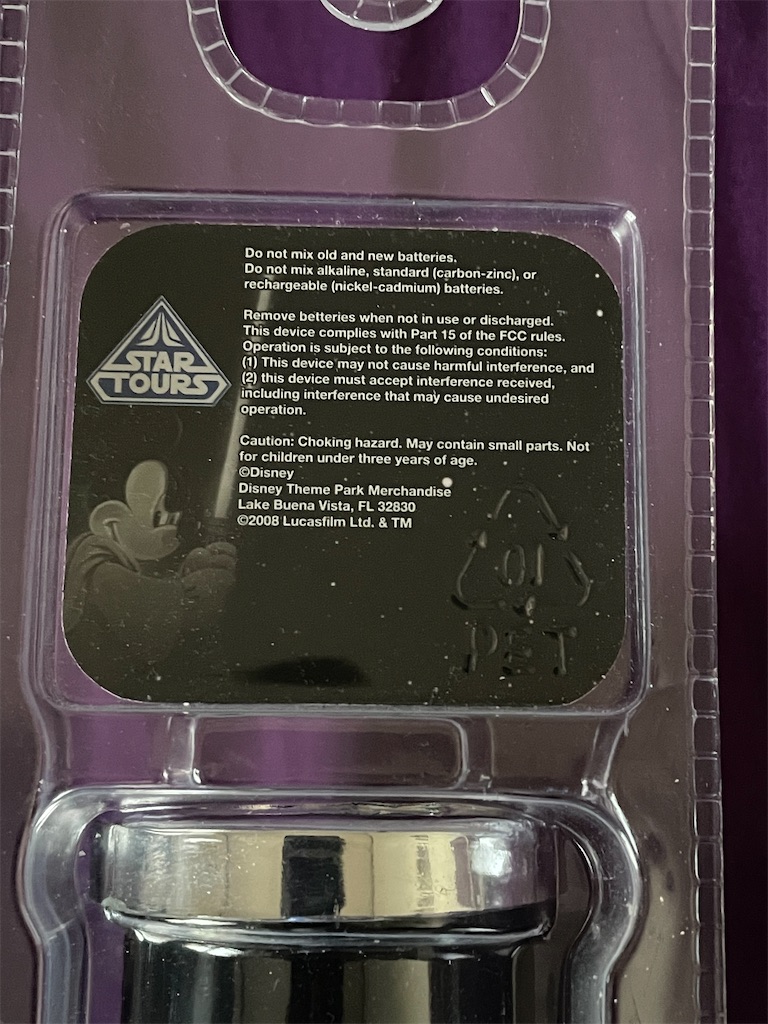 Do not mix old and new batteries.
Do not mix alkaline, standard (carbon-zinc), or
rechargeable (nickel-cadmium) batteries.
Remove betteries when not in use or discharged.
This device complies with Part 15 of the FCC rules.
Operation is subject to the following conditions:
(1) This device may not cause harmful interference, and
(2) this device must accept interference received,
including interference that may cause undesired
operation.
STAR
TOURS
Caution: Choking hazard. May contain small parts. Not
for children under three years of age.
©Disney
Disney Theme Park Merchandise
Lake Buena Vista, FL 32830
©2008 Lucasfilm Ltd. & TM
01
PET